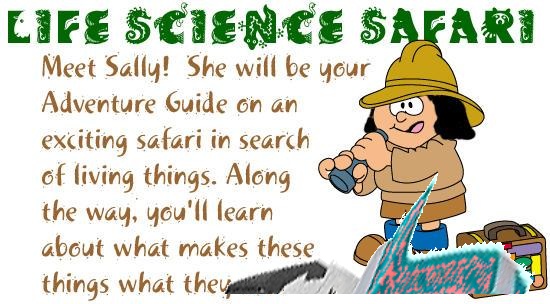 LIFE SCIENCE SAFARI
Meet Sally! She will be your
Adventure Guide on an
exciting safari in search
of living things. Along
the way, you'll learn
about what makes these
things what they